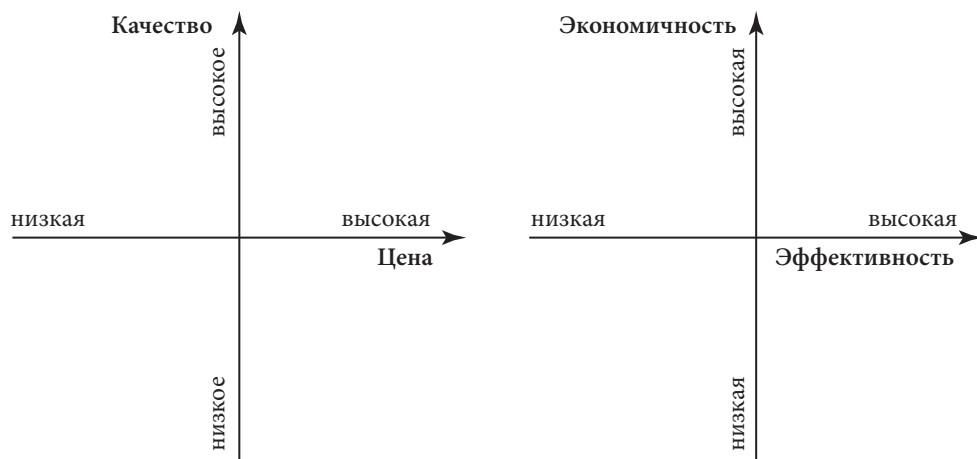 Качество
высокое
низкая
высокая
Цена
низкое
Экономичность
высокая
низкая
высокая
Эффективность
низкая